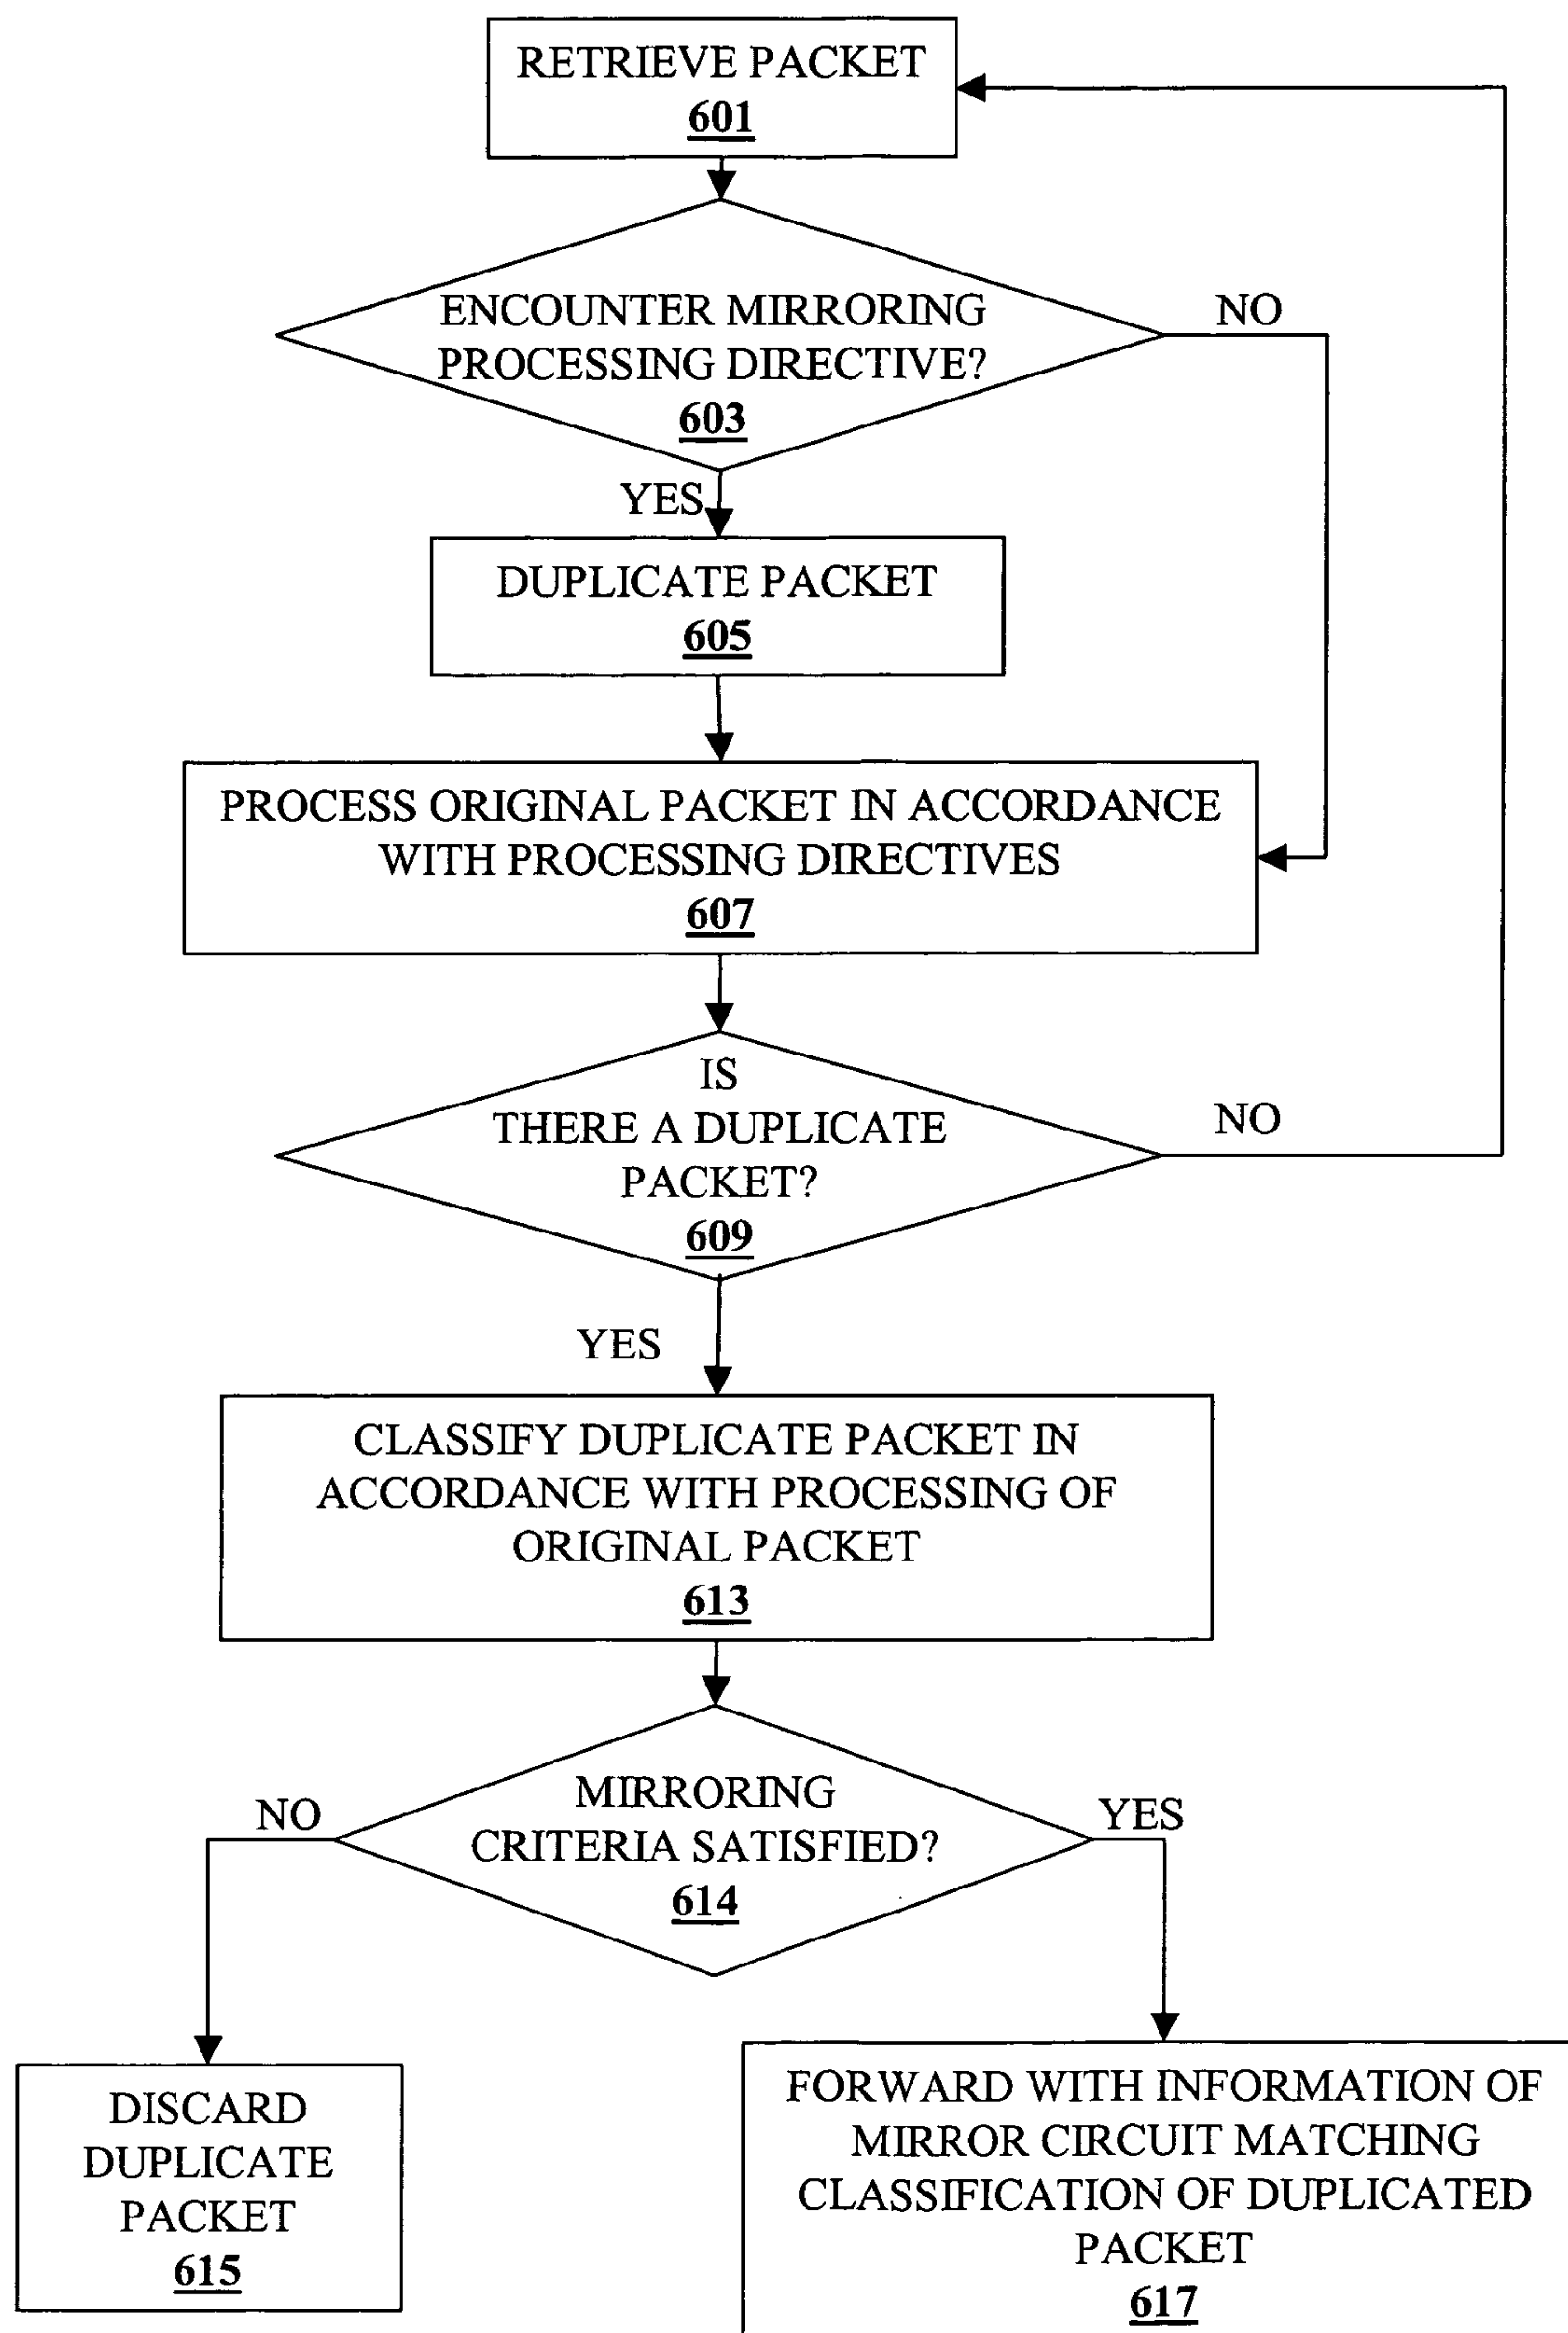 RETRIEVE PACKET
601
ENCOUNTER MIRRORING
PROCESSING DIRECTIVE?
603
NO
YES
DUPLICATE PACKET
605
PROCESS ORIGINAL PACKET IN ACCORDANCE
WITH PROCESSING DIRECTIVES
607
IS
THERE A DUPLICATE
PACKET?
609
NO
YES
CLASSIFY DUPLICATE PACKET IN
ACCORDANCE WITH PROCESSING OF
ORIGINAL PACKET
613
MIRRORING
CRITERIA SATISFIED?
614
NO
YES
DISCARD
DUPLICATE
PACKET
615
FORWARD WITH INFORMATION OF
MIRROR CIRCUIT MATCHING
CLASSIFICATION OF DUPLICATED
PACKET
617